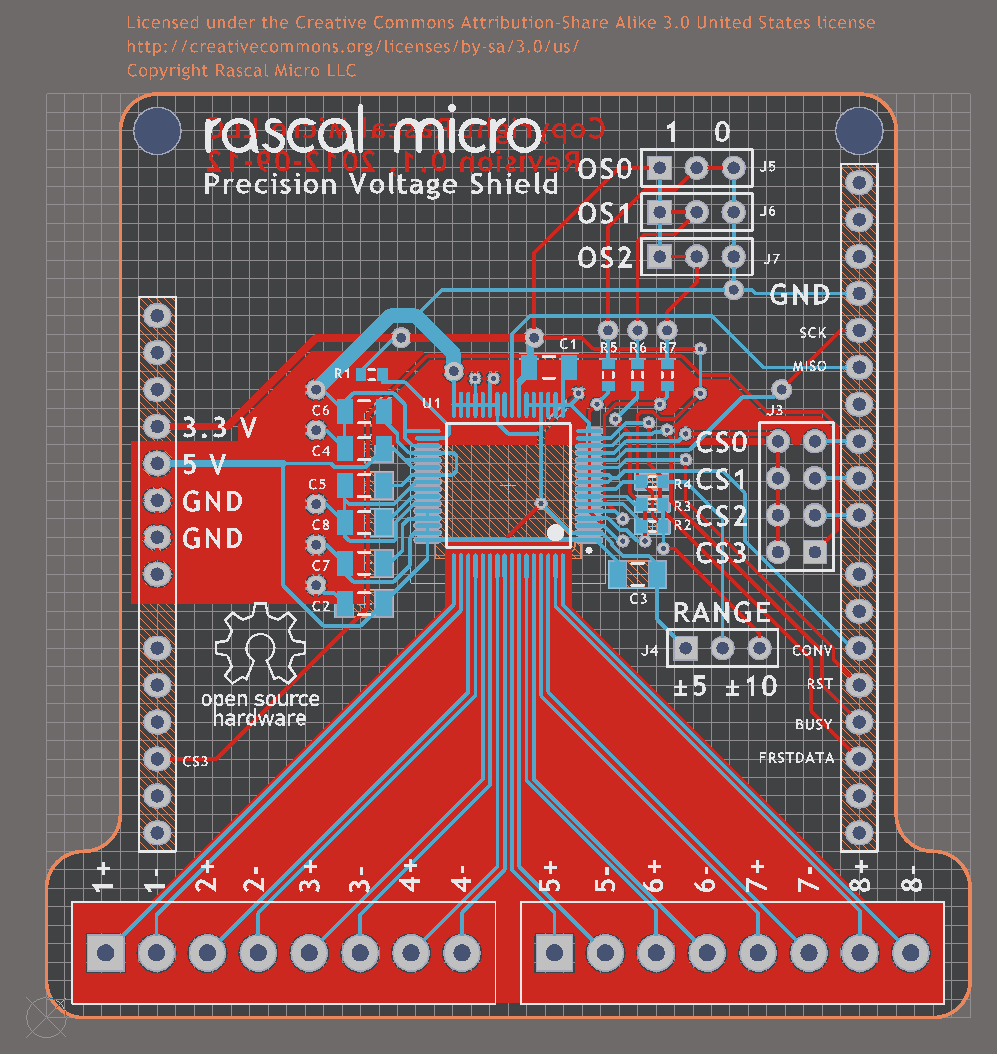 Licensed under the Creative Commons Attribution-Share Alike 3.0 United States license
http://creativecommons.org/licenses/by-sa/3.0/us/
Copyright Rascal Micro LLC
rascal micro
Copyright Rascal Micro LLC
Revision 0.1, 2012-09-12
Precision Voltage Shield
1 0
OS0 J5
OS1 J6
OS2 J7
GND
SCK
C1 R5 R6 R7
MISO
R1
U1
C6
J3
3.3 V
C4
CS0
5 V
C5
R4 CS1
GND
R3
C8
R2 CS2
GND
CS3
C7
C3
C2
RANGE
J4
CONV
±5 ±10
RST
open source
hardware
BUSY
CS3
FRSTDATA
1+ 1- 2+ 2- 3+ 3- 4+ 4- 5+ 5- 6+ 6- 7+ 7- 8+ 8-